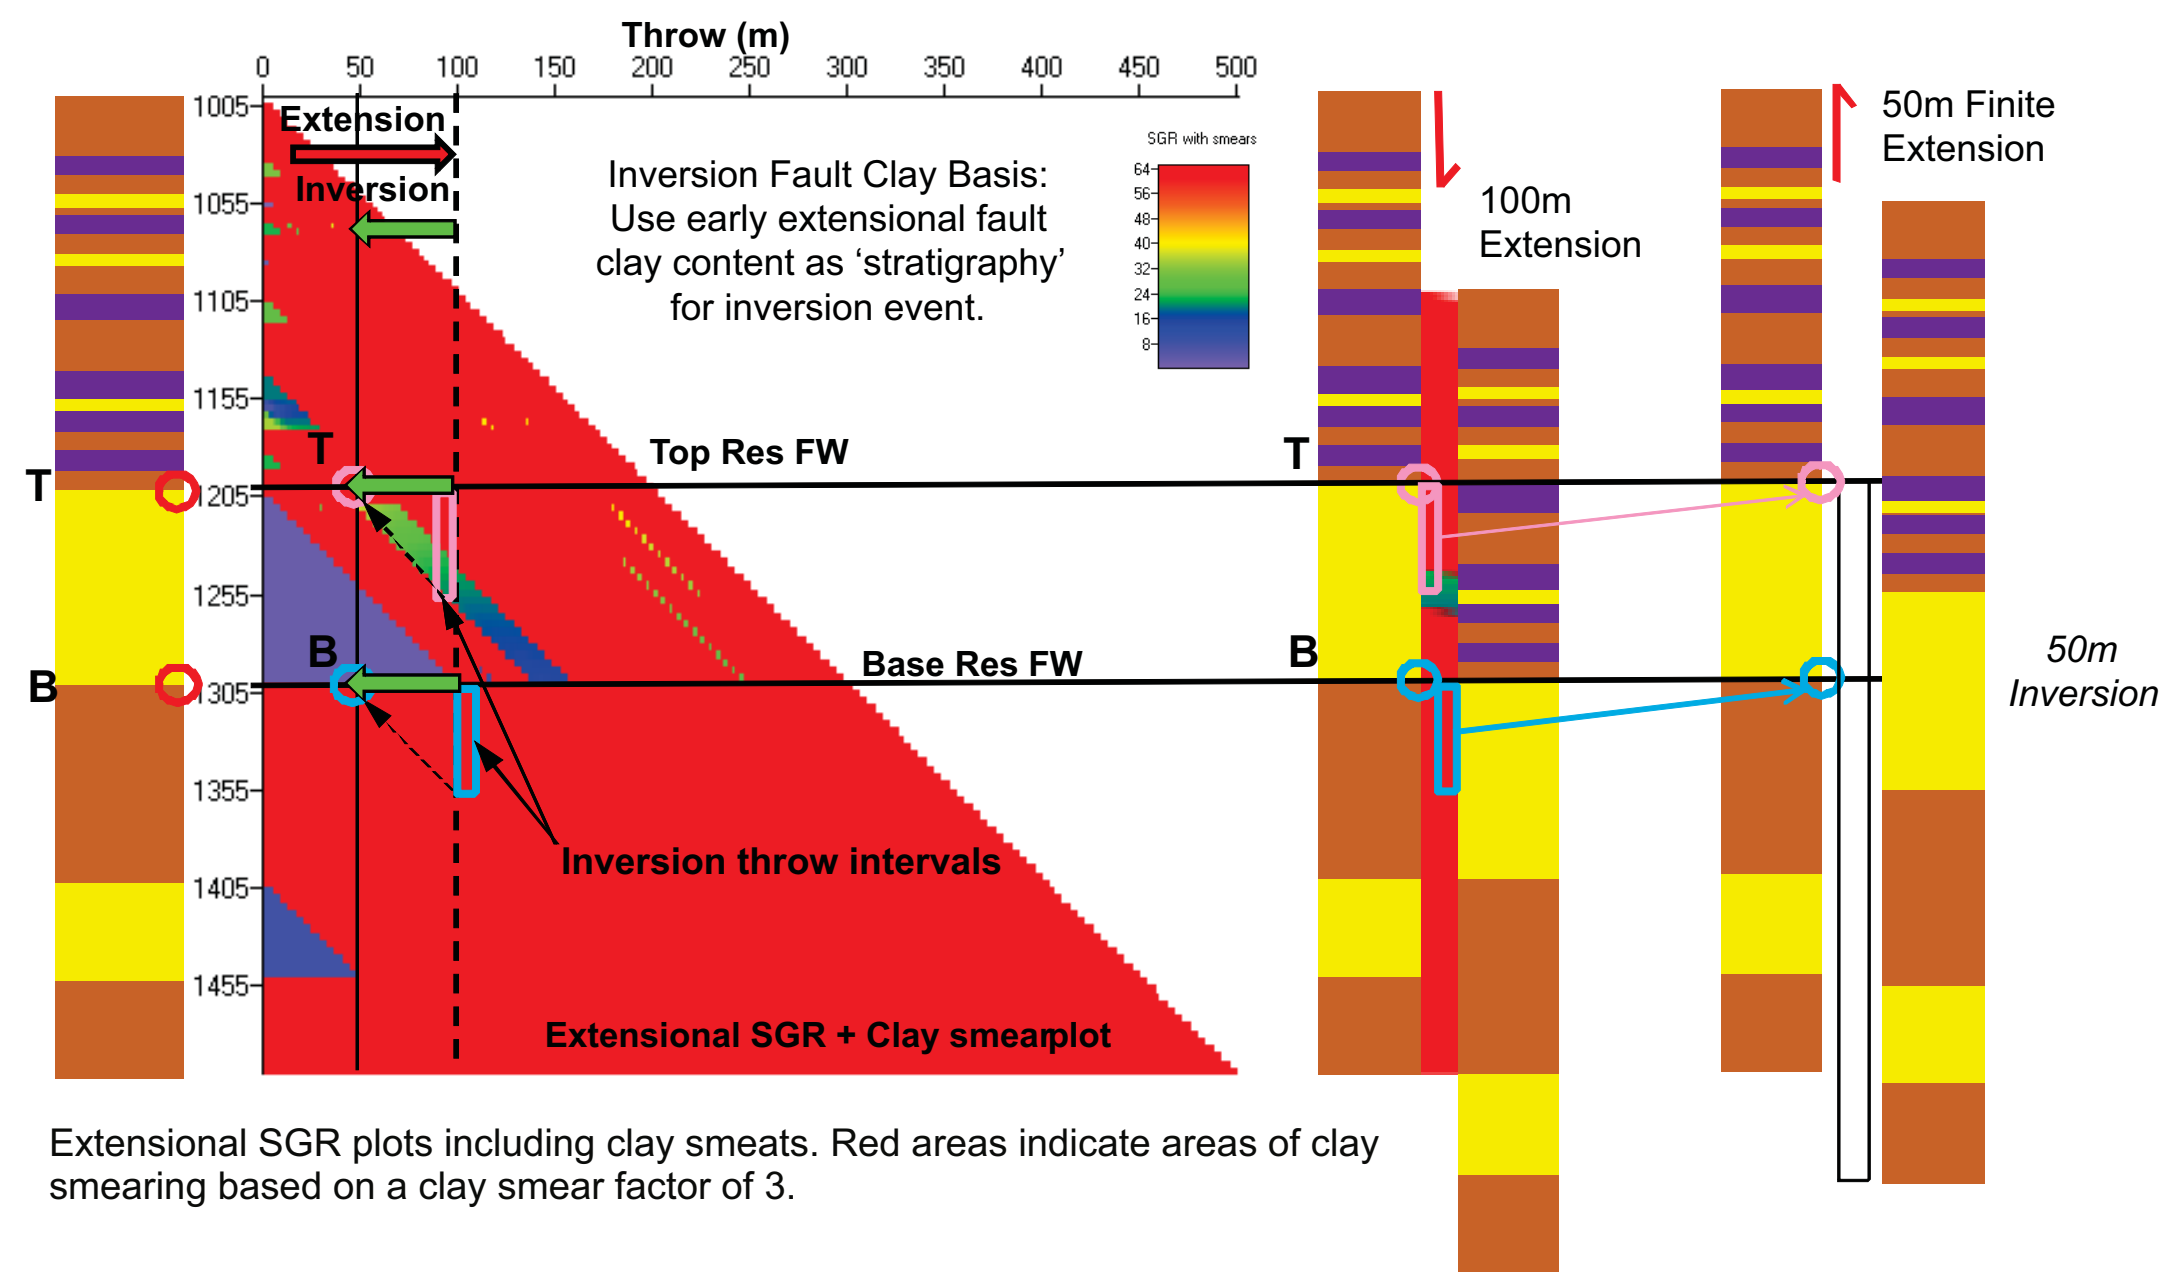 Throw (m)
0 50 100 150 200 250 300 350 400 450 500
1005
1055
1105
1155
1205
1255
1305
1355
1405
1455
Extension
Inversion
Inversion Fault Clay Basis:
Use early extensional fault
clay content as ‘stratigraphy’
for inversion event.
SGR with smears
64
56
48
40
32
24
16
8
T
B
T
B
Top Res FW
Base Res FW
Inversion throw intervals
Extensional SGR + Clay smearplot
T
B
100m
Extension
50m Finite
Extension
50m
Inversion
Extensional SGR plots including clay smeats. Red areas indicate areas of clay
smearing based on a clay smear factor of 3.